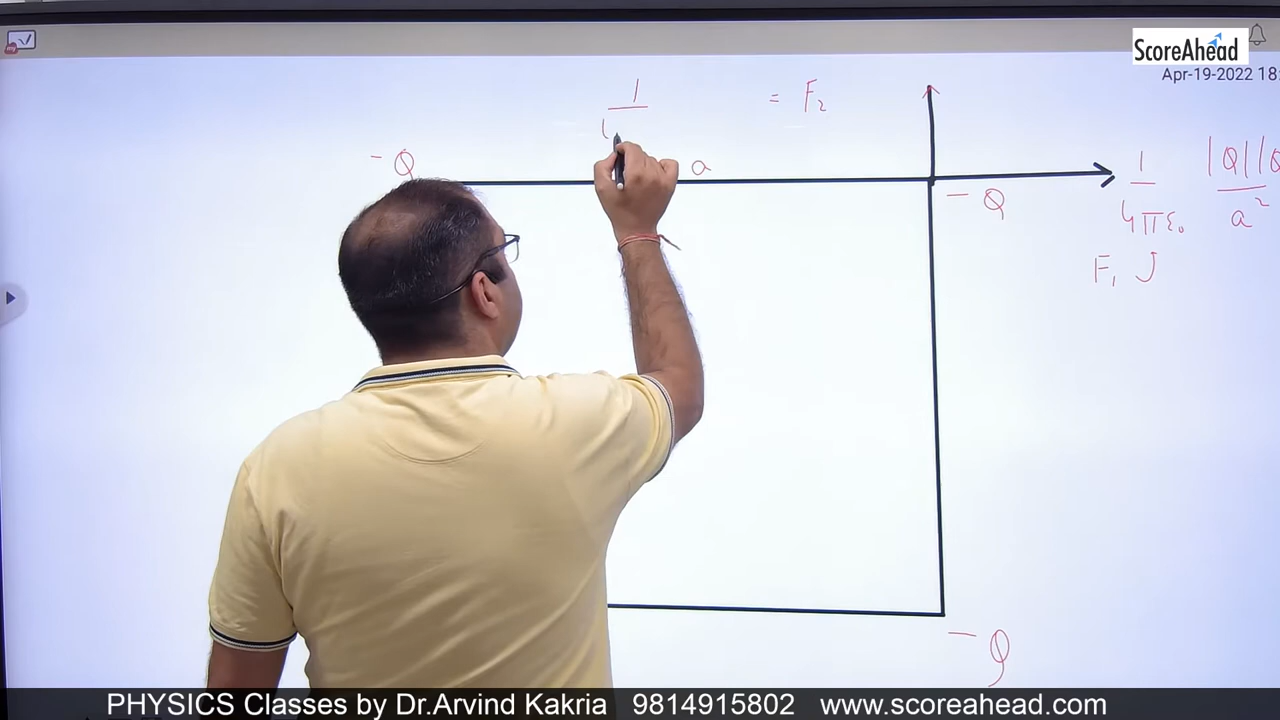 ScoreAhead
Apr-19-2022 18:
1 = F₂
- Q a
1 |Q||Q
4πε₀ a²
- Q
F₁ J
- Q
PHYSICS Classes by Dr.Arvind Kakria 9814915802 www.scoreahead.com